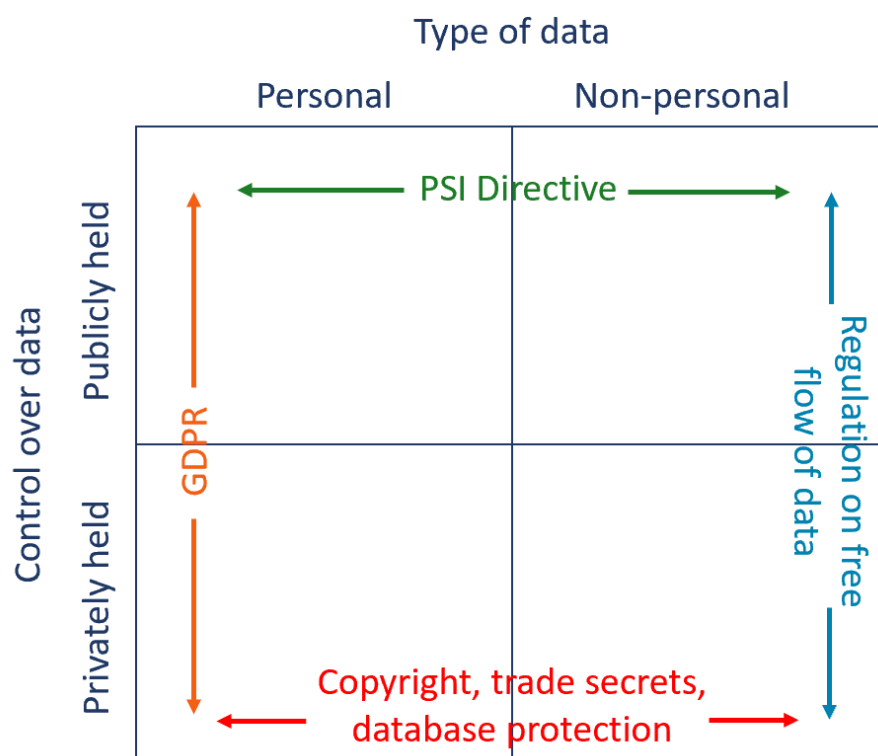 Type of data
Personal
Non-personal
PSI Directive
Control over data
Publicly held
Privately held
GDPR
Regulation on free
flow of data
Copyright, trade secrets,
database protection